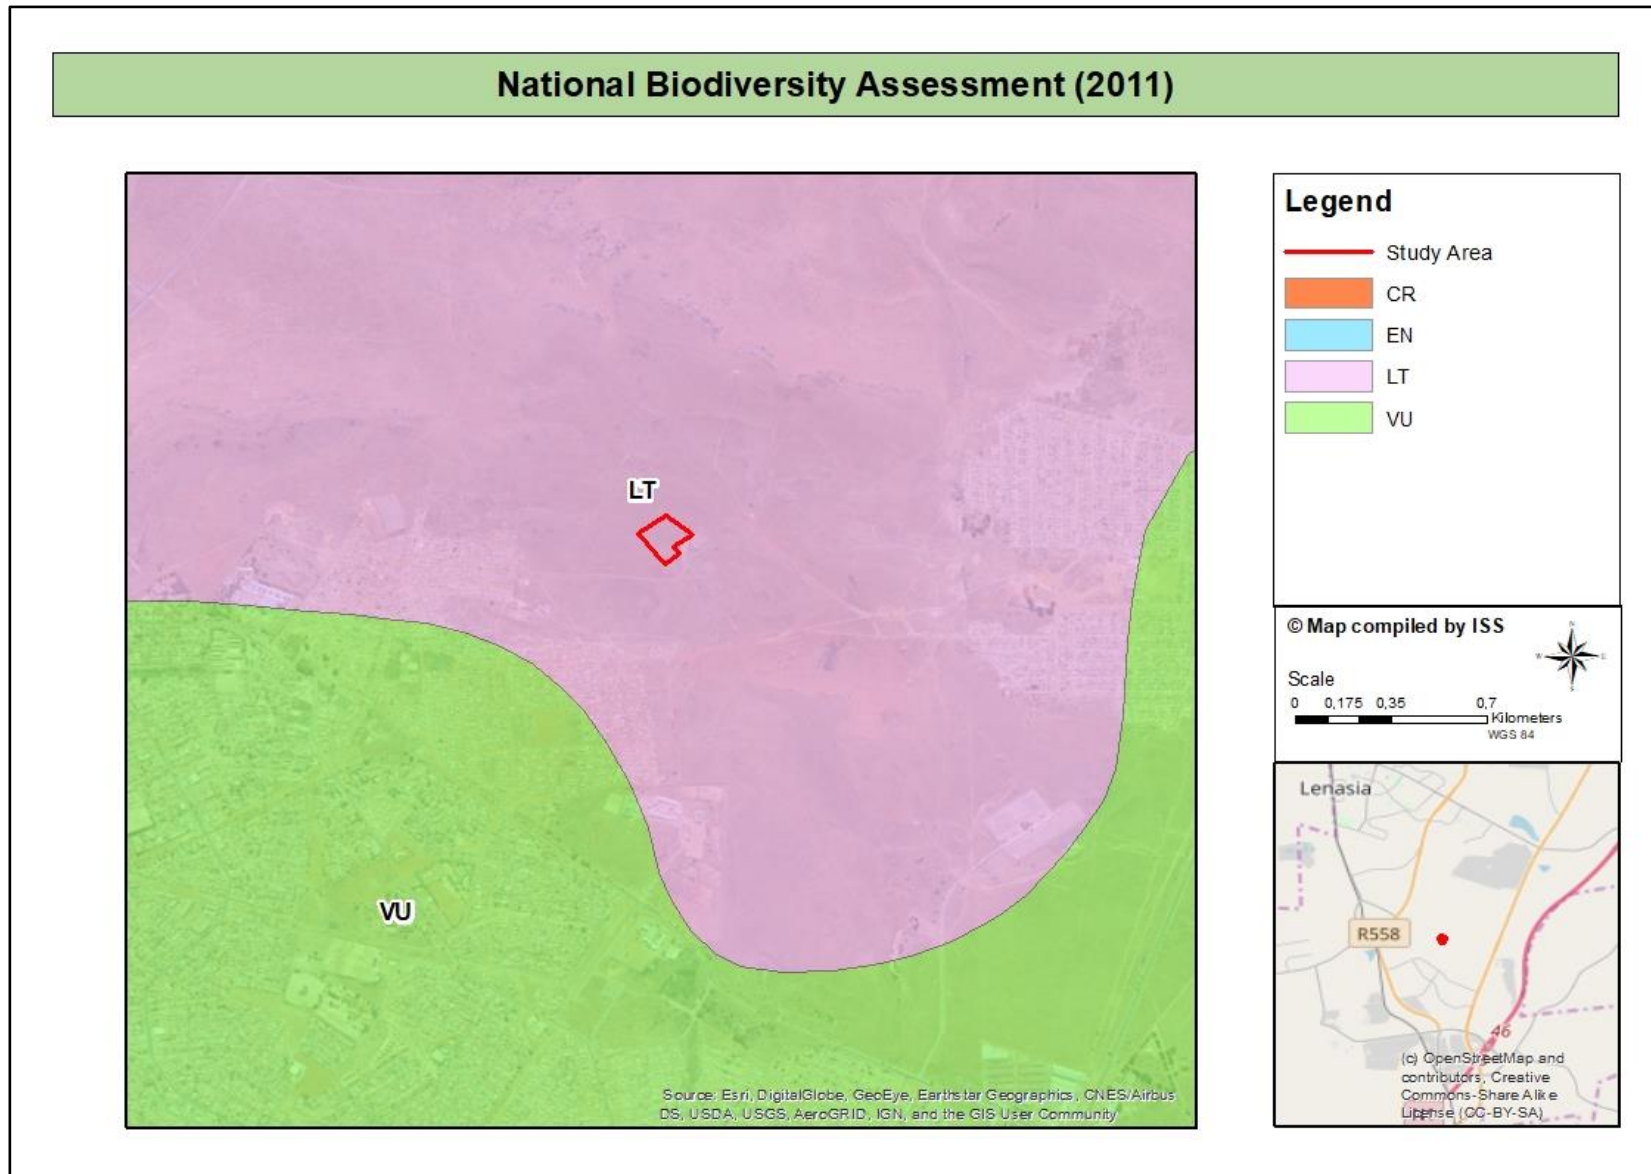 National Biodiversity Assessment (2011)
LT
VU
Source: Esri, DigitalGlobe, GeoEye, Earthstar Geographics, CNES/Airbus
DS, USDA, USGS, AeroGRID, IGN, and the GIS User Community
Legend
Study Area
CR
EN
LT
VU
© Map compiled by ISS
N
W
E
S
Scale
0 0,175 0,35 0,7
Kilometers
WGS 84
Lenasia
R558
46
(c) OpenStreetMap and
contributors, Creative
Commons-Share Alike
License (CC-BY-SA)